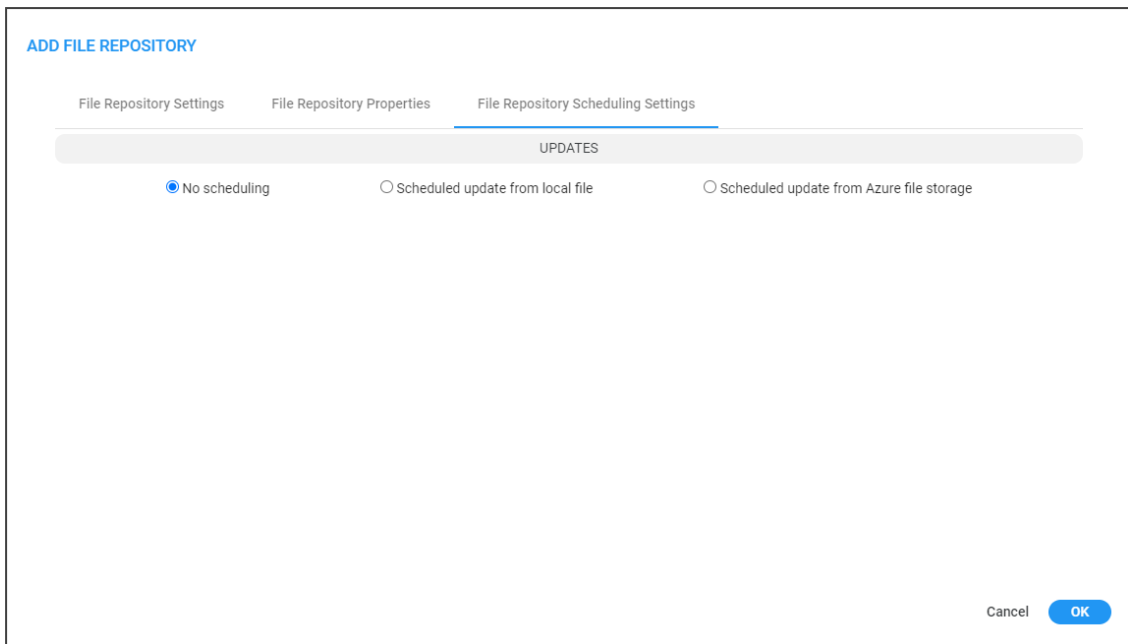 ADD FILE REPOSITORY
File Repository Settings File Repository Properties File Repository Scheduling Settings
UPDATES
No scheduling Scheduled update from local file Scheduled update from Azure file storage
Cancel OK